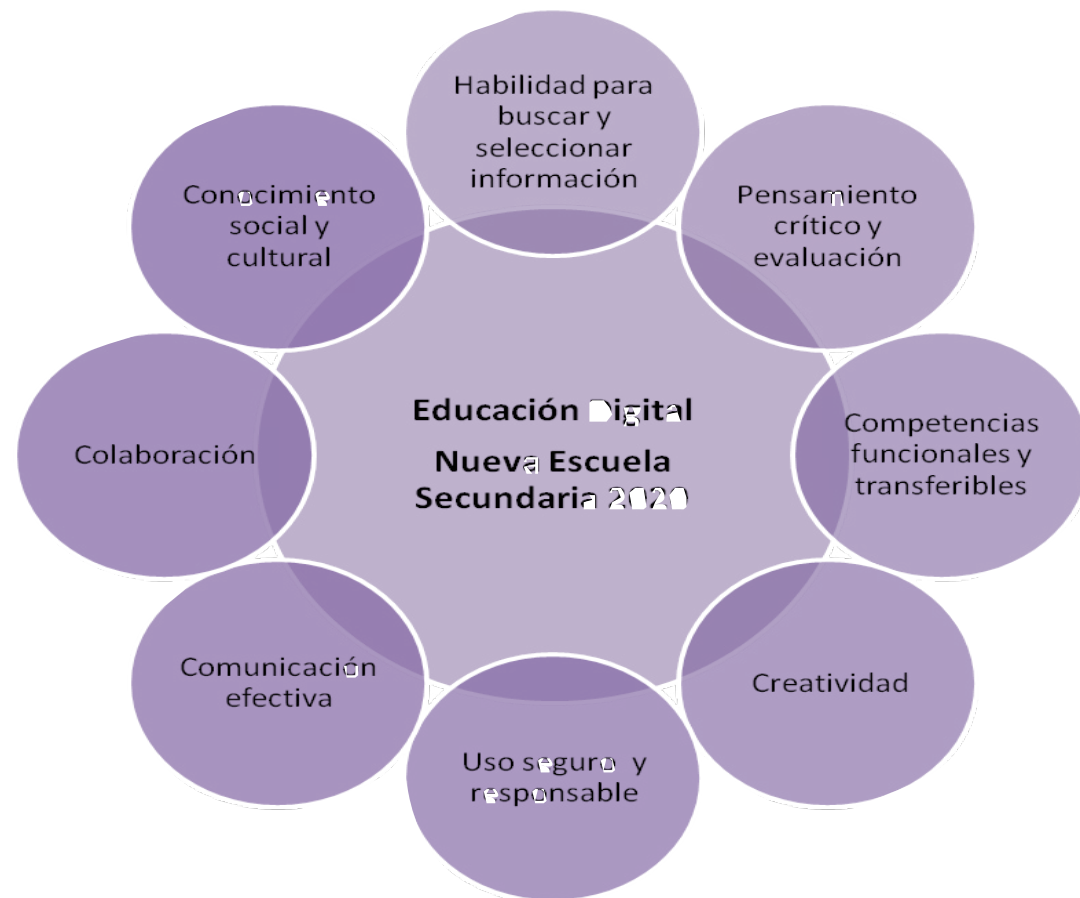 Habilidad para
buscar y
seleccionar
información
Pensamiento
crítico y
evaluación
Competencias
funcionales y
transferibles
Creatividad
Uso seguro y
responsable
Comunicación
efectiva
Colaboración
Conocimiento
social y
cultural
Educación Digital
Nueva Escuela
Secundaria 2020